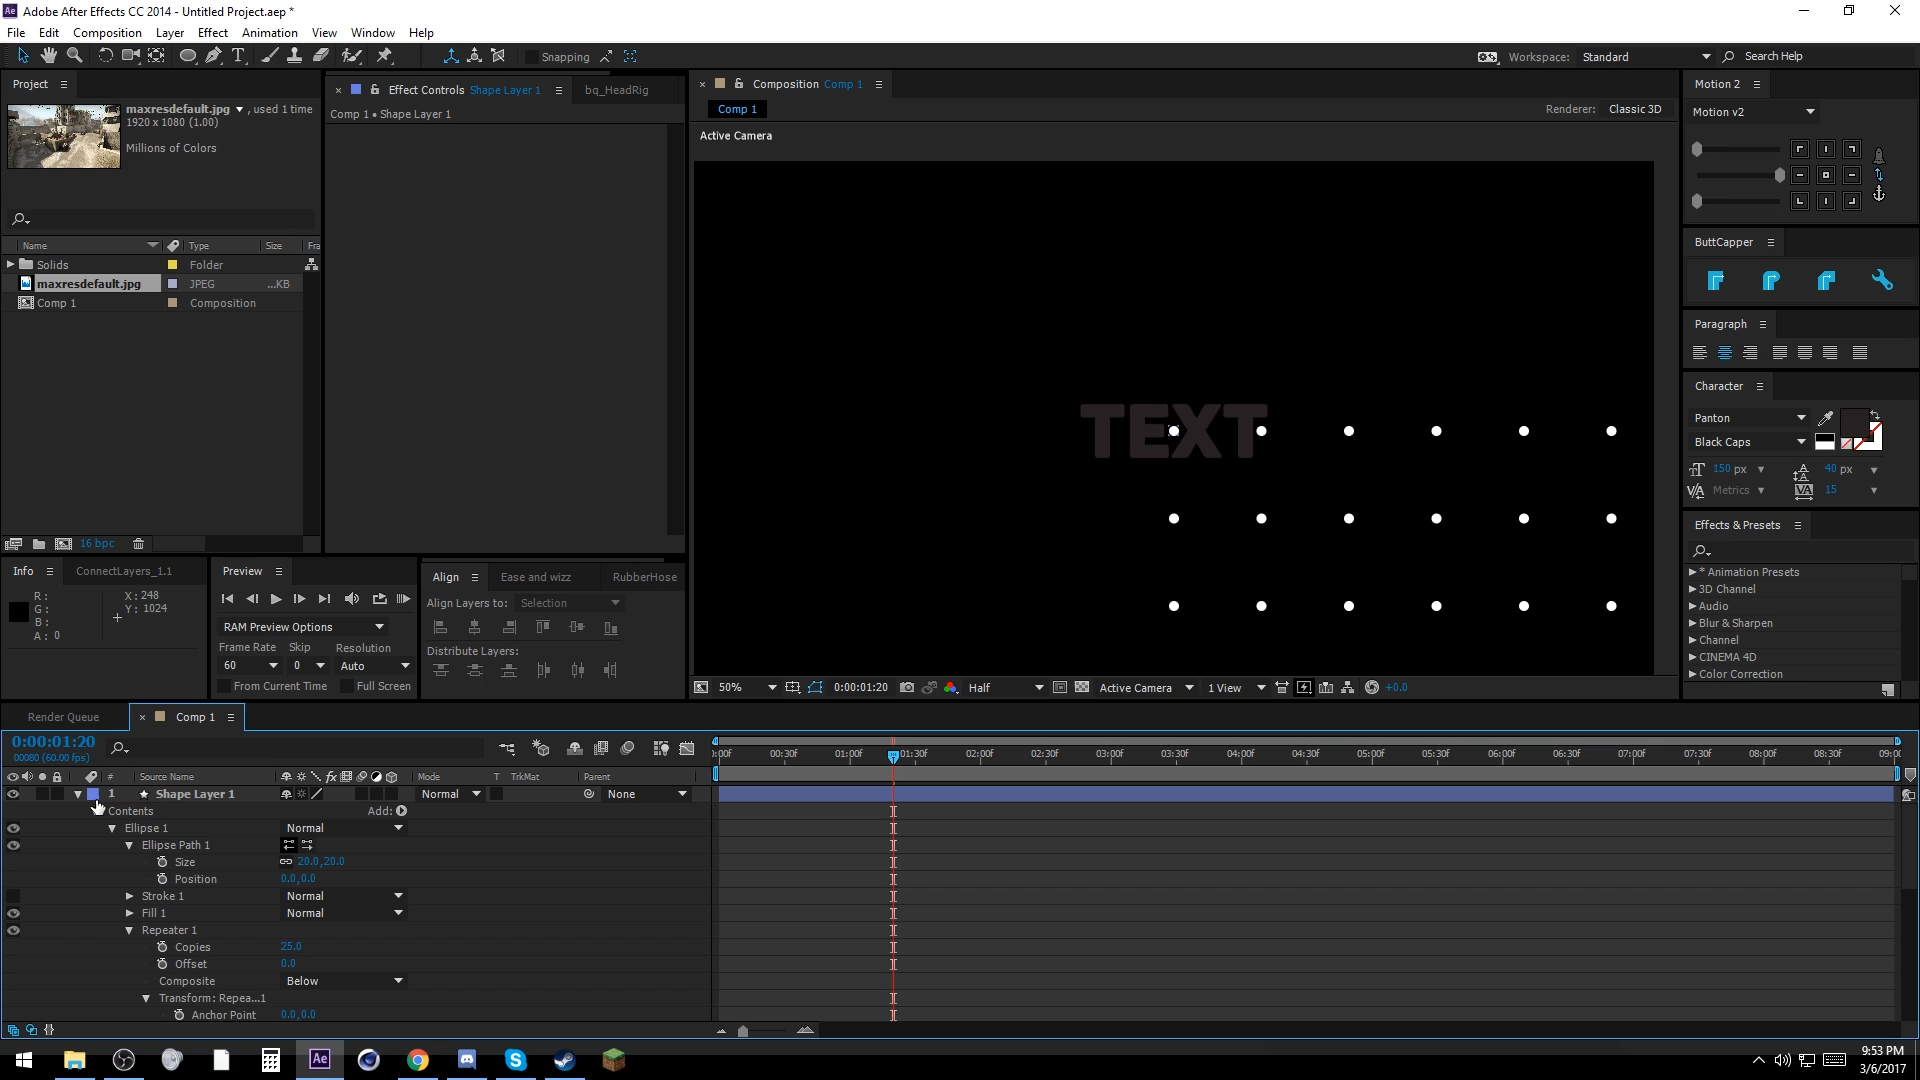 Adobe After Effects CC 2014 - Untitled Project.aep *
File Edit Composition Layer Effect Animation View Window Help
Snapping
Workspace: Standard
Search Help
Project
maxresdefault.jpg , used 1 time
1920 x 1080 (1.00)
Millions of Colors
Name Type Size Fra
Solids Folder
maxresdefault.jpg JPEG ...KB
Comp 1 Composition
16 bpc
Effect Controls Shape Layer 1
bq_HeadRig
Comp 1 • Shape Layer 1
Composition Comp 1
Comp 1
Renderer: Classic 3D
Active Camera
TEXT
50% 0:00:01:20 Half Active Camera 1 View +0.0
Motion 2
Motion v2
ButtCapper
Paragraph
Character
Panton
Black Caps
150 px 40 px
Metrics 15
Effects & Presets
* Animation Presets
3D Channel
Audio
Blur & Sharpen
Channel
CINEMA 4D
Color Correction
Info ConnectLayers_1.1
R: X: 248
G: Y: 1024
B:
A: 0
Preview
RAM Preview Options
Frame Rate Skip Resolution
60 0 Auto
From Current Time Full Screen
Align Ease and wizz RubberHose
Align Layers to: Selection
Distribute Layers:
Render Queue Comp 1
0:00:01:20
00080 (60.00 fps)
# Source Name Mode T TrkMat Parent
:00f 00:30f 01:00f 01:30f 02:00f 02:30f 03:00f 03:30f 04:00f 04:30f 05:00f 05:30f 06:00f 06:30f 07:00f 07:30f 08:00f 08:30f 09:0
1 Shape Layer 1 Normal None
Contents Add:
Ellipse 1 Normal
Ellipse Path 1
Size 20.0,20.0
Position 0.0,0.0
Stroke 1 Normal
Fill 1 Normal
Repeater 1
Copies 25.0
Offset 0.0
Composite Below
Transform: Repea...1
Anchor Point 0.0,0.0
Ae
9:53 PM
3/6/2017